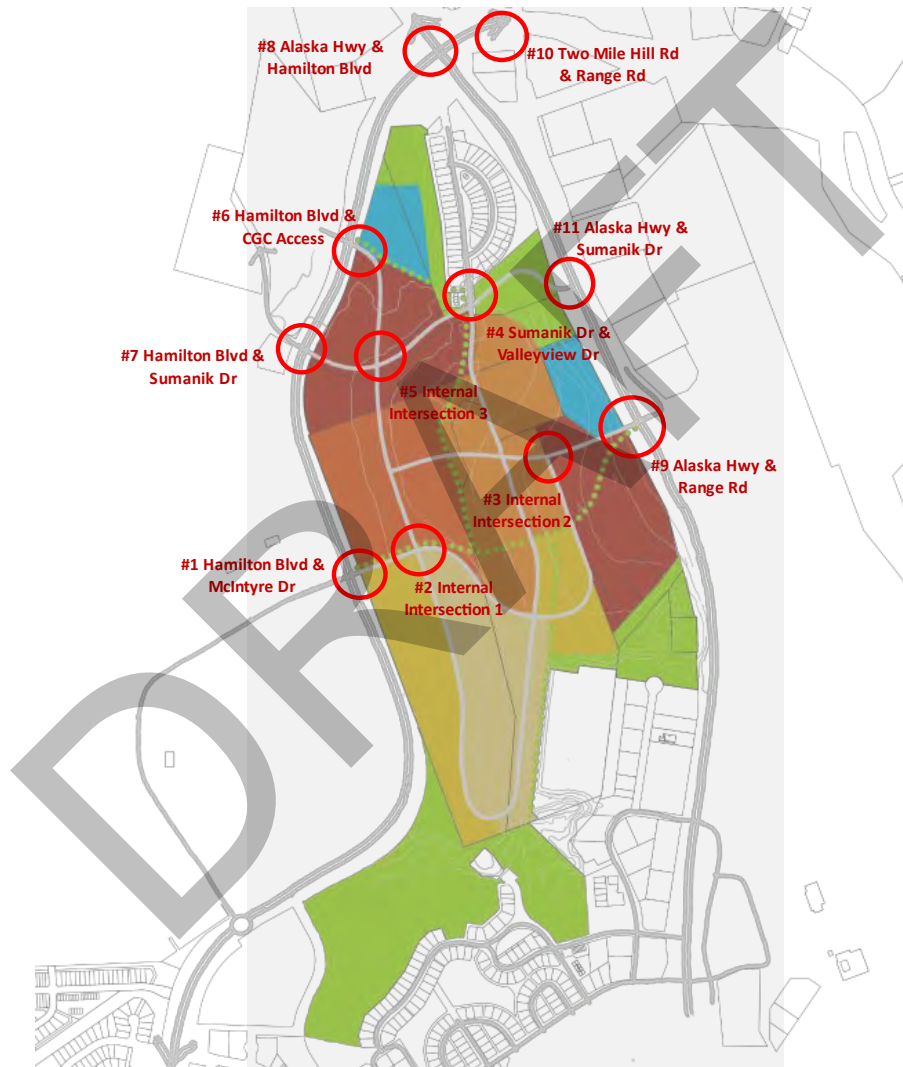 #8 Alaska Hwy &
Hamilton Blvd
#10 Two Mile Hill Rd
& Range Rd
#6 Hamilton Blvd &
CGC Access
#11 Alaska Hwy &
Sumanik Dr
#7 Hamilton Blvd &
Sumanik Dr
#4 Sumanik Dr &
Valleyview Dr
#5 Internal
Intersection 3
#9 Alaska Hwy &
Range Rd
#3 Internal
Intersection 2
#1 Hamilton Blvd &
McIntyre Dr
#2 Internal
Intersection 1
DRAFT